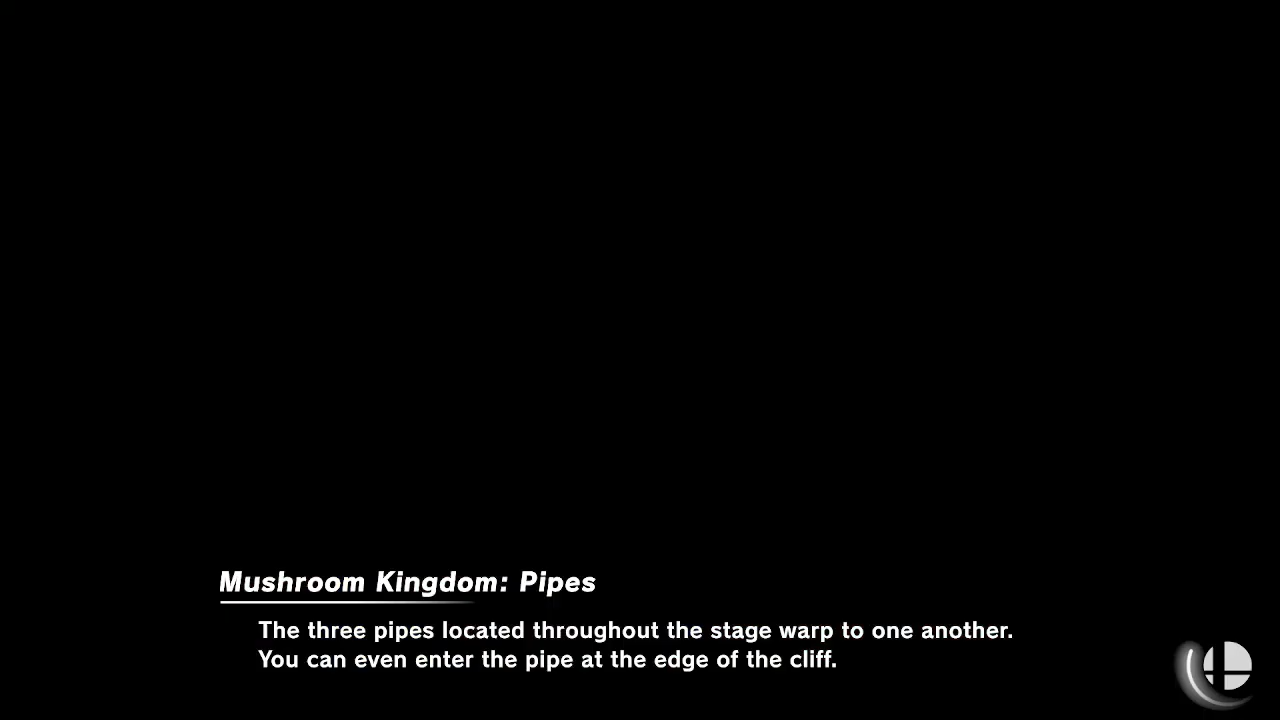 Mushroom Kingdom: Pipes
The three pipes located throughout the stage warp to one another.
You can even enter the pipe at the edge of the cliff.